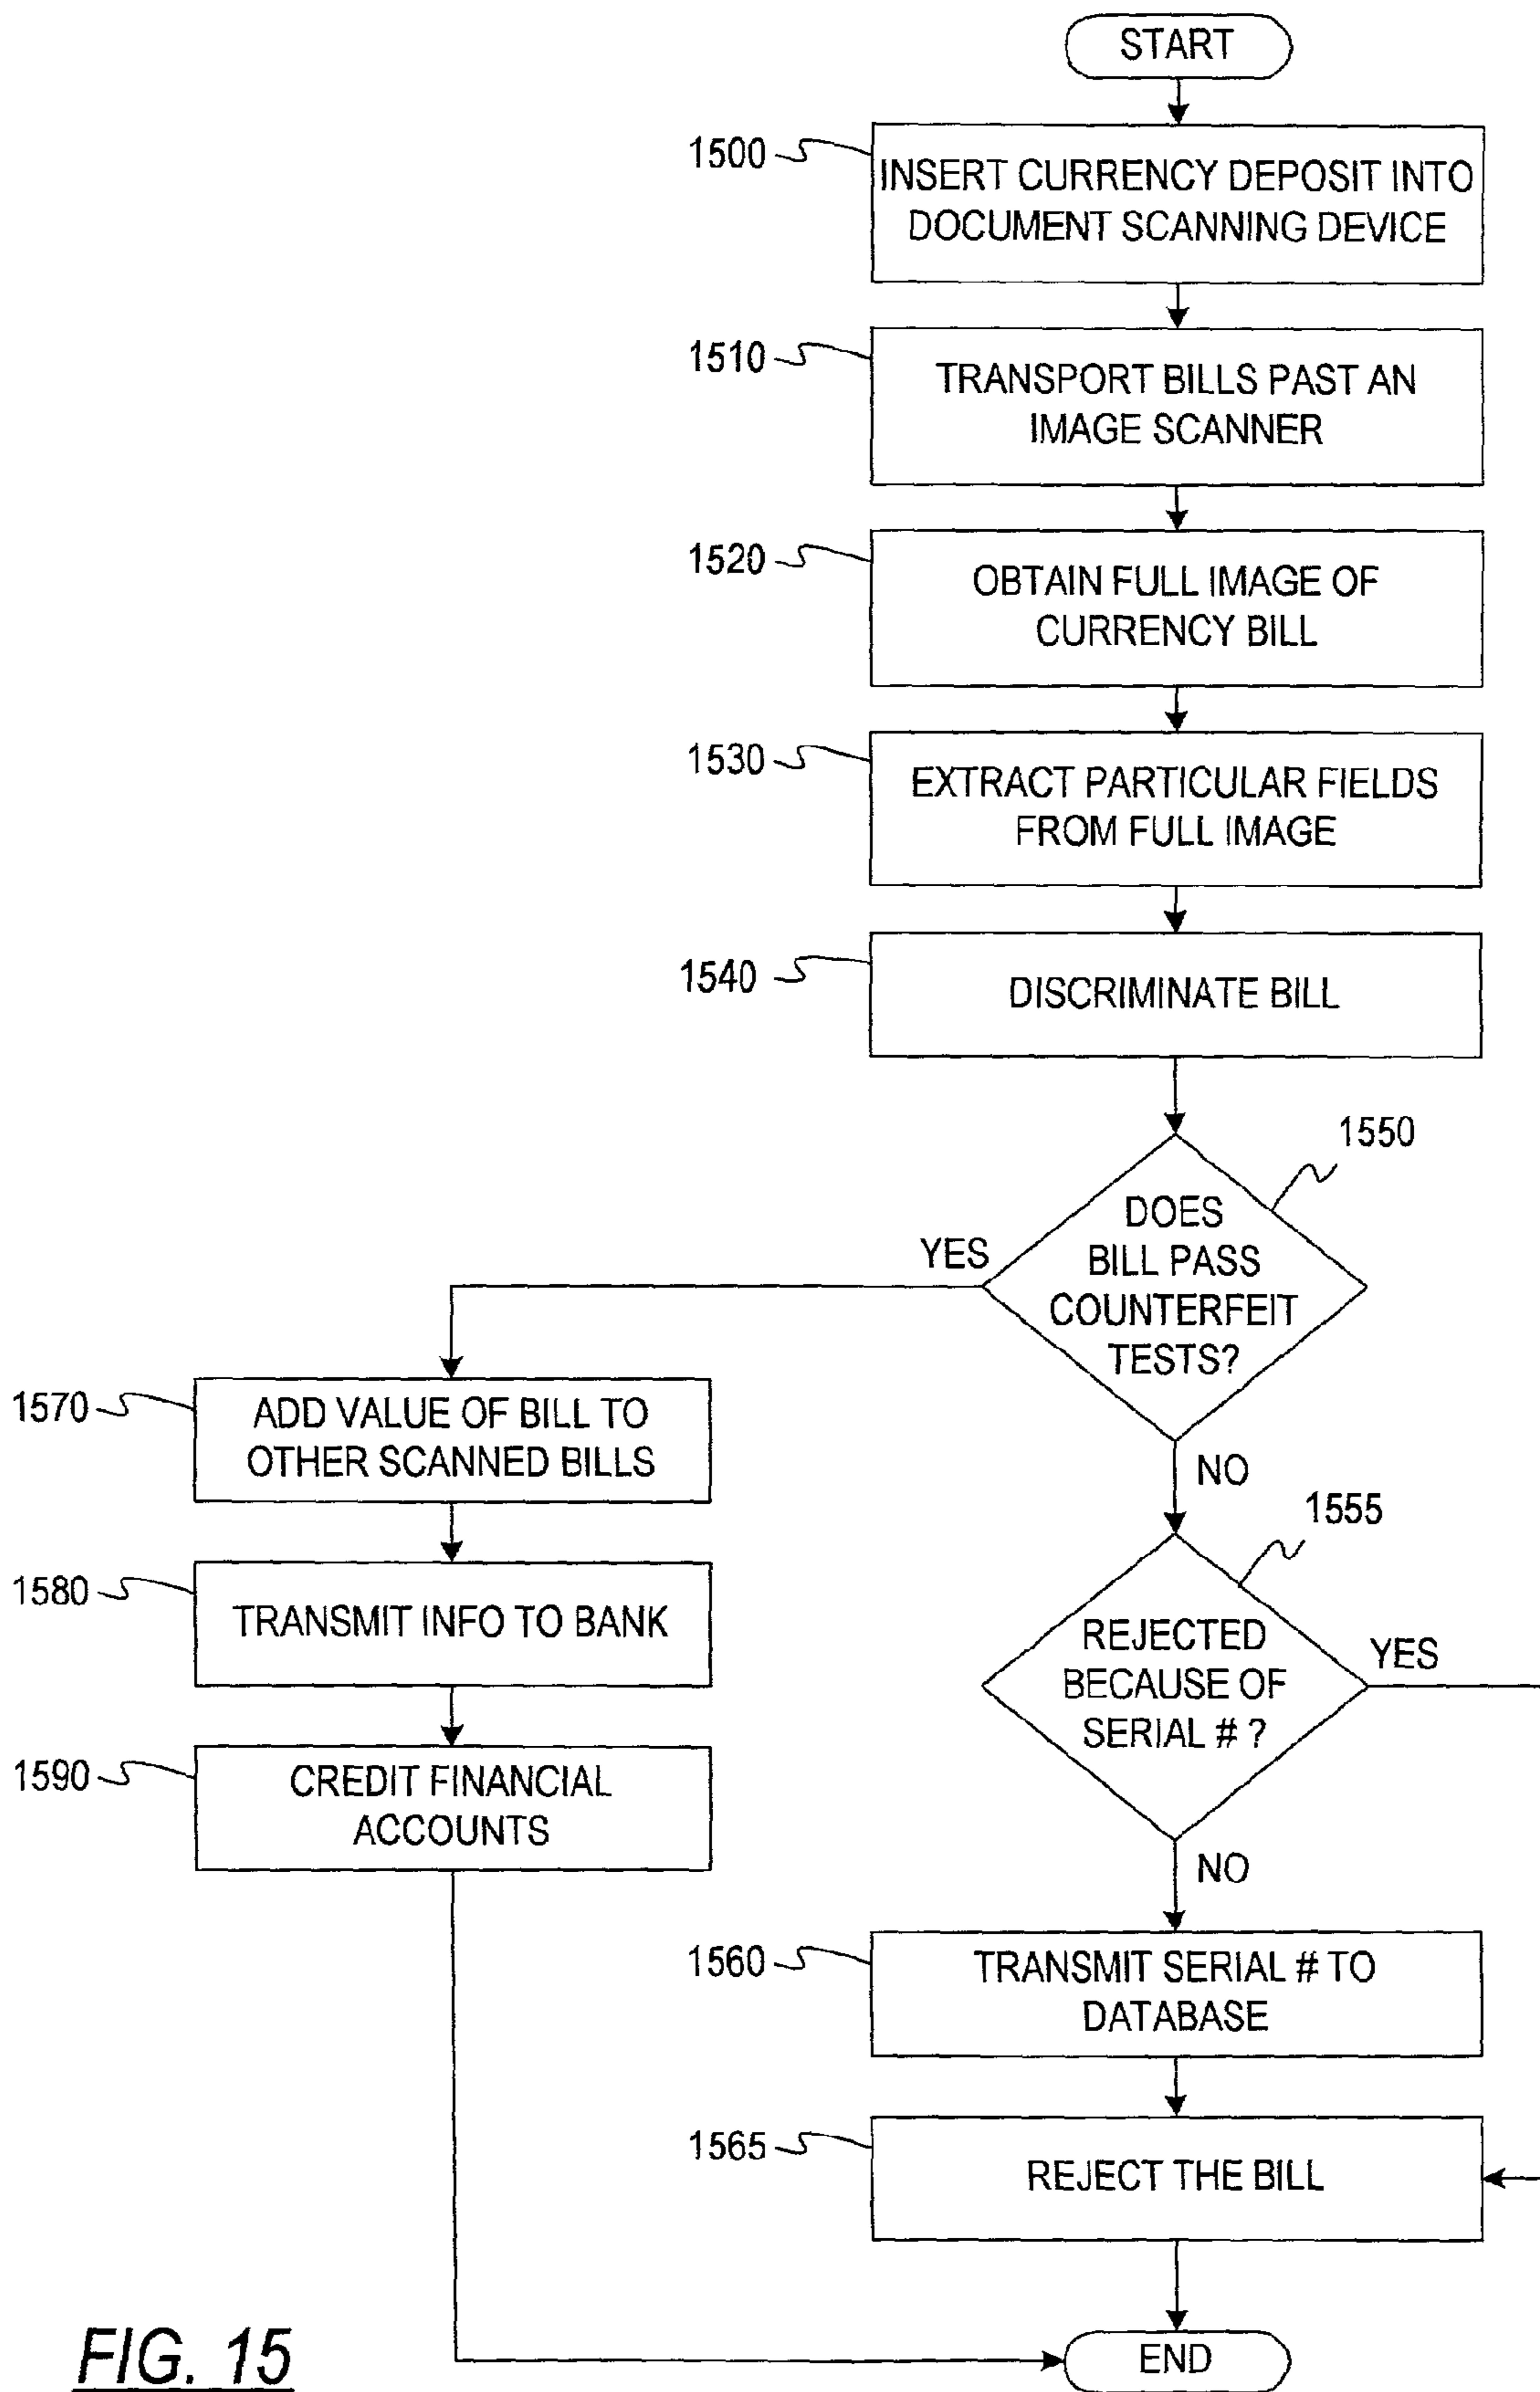 START
1500
INSERT CURRENCY DEPOSIT INTO
DOCUMENT SCANNING DEVICE
1510
TRANSPORT BILLS PAST AN
IMAGE SCANNER
1520
OBTAIN FULL IMAGE OF
CURRENCY BILL
1530
EXTRACT PARTICULAR FIELDS
FROM FULL IMAGE
1540
DISCRIMINATE BILL
1550
DOES
BILL PASS
COUNTERFEIT
TESTS?
YES
NO
1570
ADD VALUE OF BILL TO
OTHER SCANNED BILLS
1580
TRANSMIT INFO TO BANK
1590
CREDIT FINANCIAL
ACCOUNTS
1555
REJECTED
BECAUSE OF
SERIAL # ?
YES
NO
1560
TRANSMIT SERIAL # TO
DATABASE
1565
REJECT THE BILL
END
FIG. 15